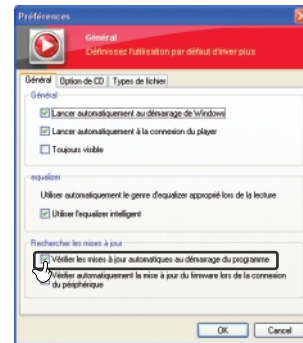 Préférences
Général
Définissez l'utilisation par défaut d'iriver plus
Général
Option de CD
Types de fichier
Général
Lancer automatiquement au démarrage de Windows
Lancer automatiquement à la connexion du player
Toujours visible
equalizer
Utiliser automatiquement le genre d'equalizer appropié lors de la lecture
Utiliser l'equalizer intelligent
Rechercher les mises à jour
Vérifier les mises à jour automatiques au démarrage du programme
Vérifier automatiquement la mise à jour du firmware lors de la connexion
du périphérique
OK
Cancel